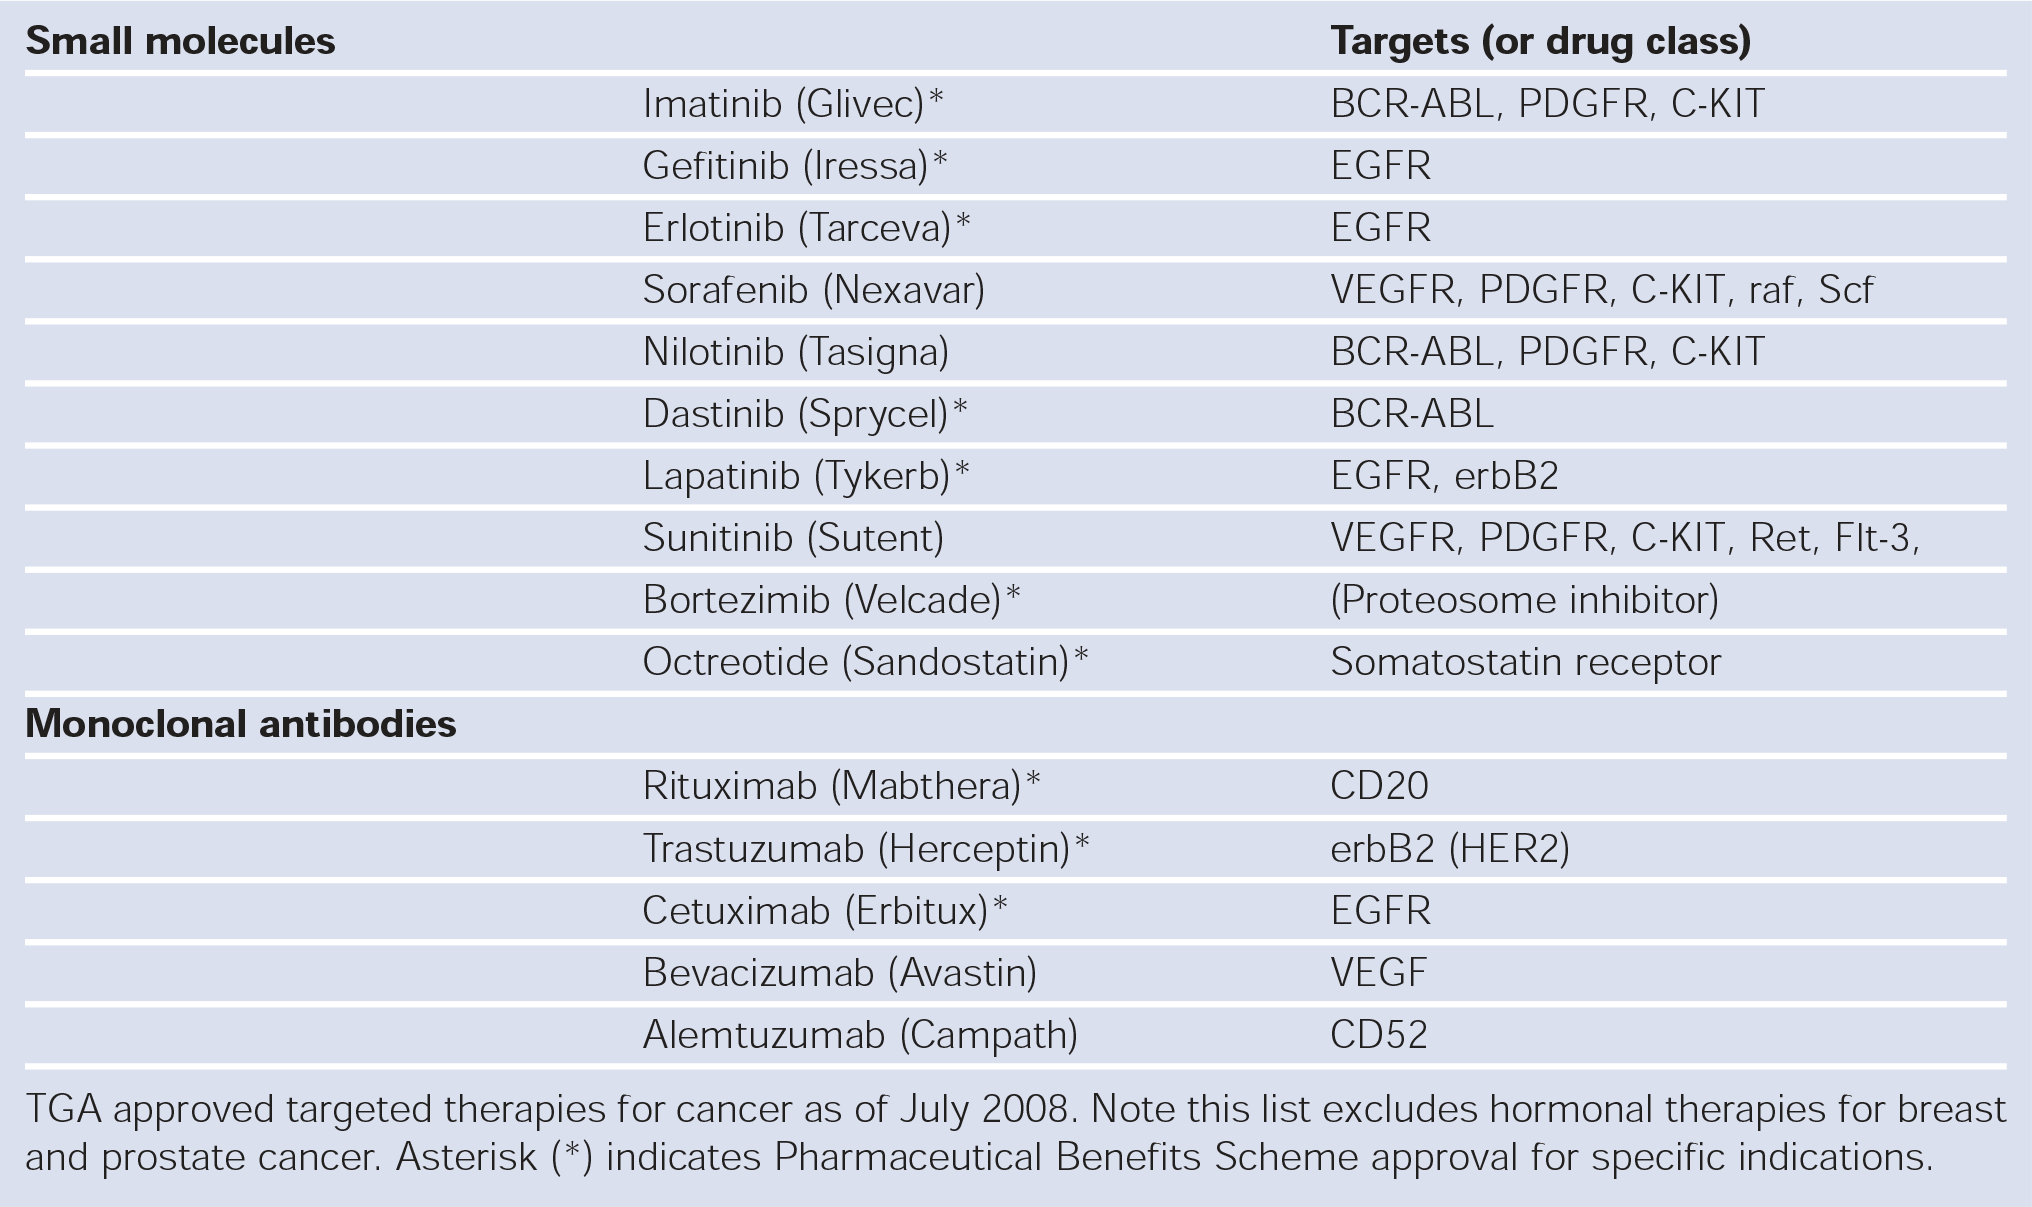 Small molecules Targets (or drug class)
Imatinib (Glivec)* BCR-ABL, PDGFR, C-KIT
Gefitinib (Iressa)* EGFR
Erlotinib (Tarceva)* EGFR
Sorafenib (Nexavar) VEGFR, PDGFR, C-KIT, raf, Scf
Nilotinib (Tasigna) BCR-ABL, PDGFR, C-KIT
Dastinib (Sprycel)* BCR-ABL
Lapatinib (Tykerb)* EGFR, erbB2
Sunitinib (Sutent) VEGFR, PDGFR, C-KIT, Ret, Flt-3,
Bortezimib (Velcade)* (Proteosome inhibitor)
Octreotide (Sandostatin)* Somatostatin receptor
Monoclonal antibodies
Rituximab (Mabthera)* CD20
Trastuzumab (Herceptin)* erbB2 (HER2)
Cetuximab (Erbitux)* EGFR
Bevacizumab (Avastin) VEGF
Alemtuzumab (Campath) CD52
TGA approved targeted therapies for cancer as of July 2008. Note this list excludes hormonal therapies for breast
and prostate cancer. Asterisk (*) indicates Pharmaceutical Benefits Scheme approval for specific indications.